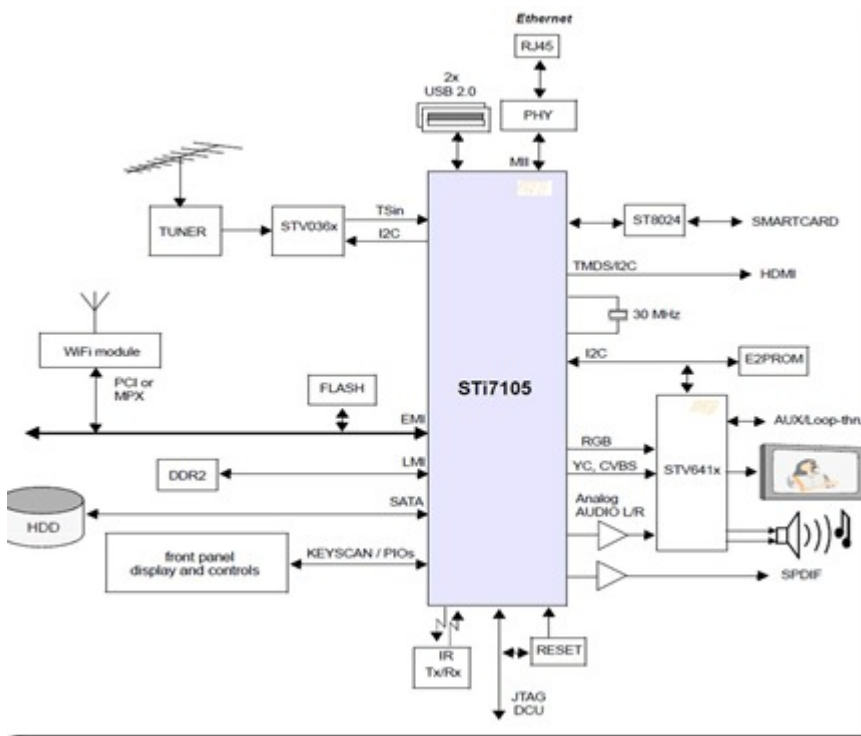 Ethernet
RJ45
2x
USB 2.0
PHY
MII
TUNER
STV036x
TSin
I2C
ST8024
SMARTCARD
TMDS/I2C
HDMI
30 MHz
WiFi module
I2C
E2PROM
PCI or
MPX
FLASH
STi7105
EMI
AUX/Loop-thru
RGB
DDR2
LMI
YC, CVBS
STV641x
SATA
Analog
AUDIO L/R
HDD
front panel
display and controls
KEYSCAN / PIOs
SPDIF
IR
Tx/Rx
RESET
JTAG
DCU